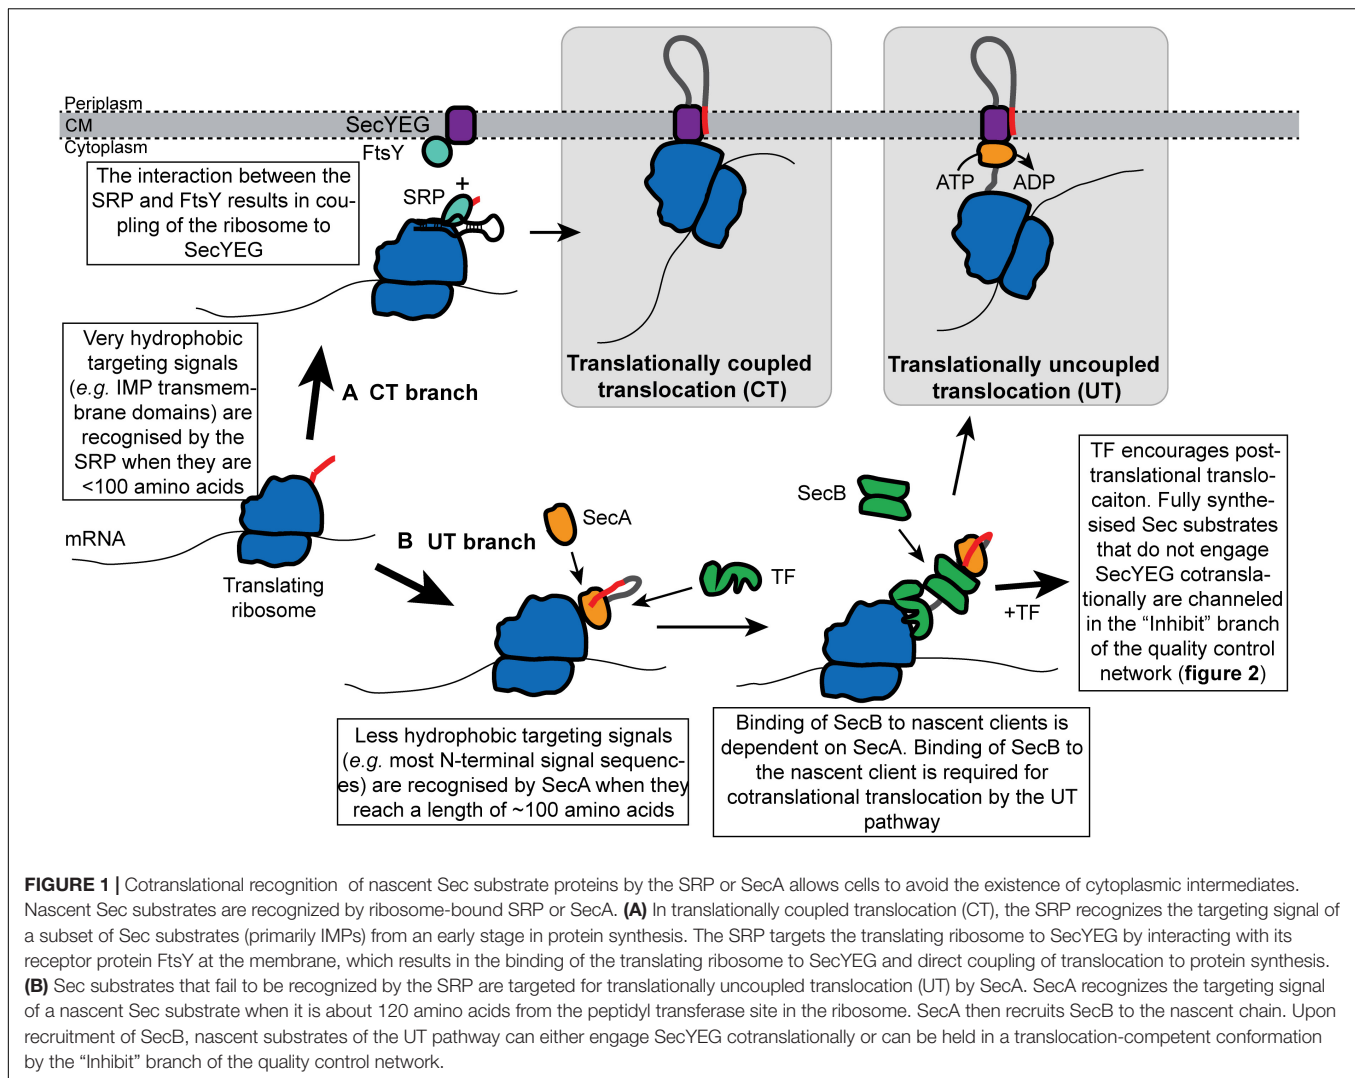 Periplasm
CM
Cytoplasm
SecYEG
FtsY
The interaction between the
SRP and FtsY results in cou-
pling of the ribosome to
SecYEG
SRP
+
Translationally coupled
translocation (CT)
ATP
ADP
Translationally uncoupled
translocation (UT)
Very hydrophobic
targeting signals
(e.g. IMP transmem-
brane domains) are
recognised by the
SRP when they are
<100 amino acids
A CT branch
mRNA
Translating
ribosome
B UT branch
SecA
TF
SecB
+TF
TF encourages post-
translational translo-
caiton. Fully synthe-
sised Sec substrates
that do not engage
SecYEG cotransla-
tionally are channeled
in the “Inhibit” branch
of the quality control
network (figure 2)
Less hydrophobic targeting signals
(e.g. most N-terminal signal sequenc-
es) are recognised by SecA when they
reach a length of ~100 amino acids
Binding of SecB to nascent clients is
dependent on SecA. Binding of SecB to
the nascent client is required for
cotranslational translocation by the UT
pathway
FIGURE 1 | Cotranslational recognition of nascent Sec substrate proteins by the SRP or SecA allows cells to avoid the existence of cytoplasmic intermediates.
Nascent Sec substrates are recognized by ribosome-bound SRP or SecA. (A) In translationally coupled translocation (CT), the SRP recognizes the targeting signal of
a subset of Sec substrates (primarily IMPs) from an early stage in protein synthesis. The SRP targets the translating ribosome to SecYEG by interacting with its
receptor protein FtsY at the membrane, which results in the binding of the translating ribosome to SecYEG and direct coupling of translocation to protein synthesis.
(B) Sec substrates that fail to be recognized by the SRP are targeted for translationally uncoupled translocation (UT) by SecA. SecA recognizes the targeting signal
of a nascent Sec substrate when it is about 120 amino acids from the peptidyl transferase site in the ribosome. SecA then recruits SecB to the nascent chain. Upon
recruitment of SecB, nascent substrates of the UT pathway can either engage SecYEG cotranslationally or can be held in a translocation-competent conformation
by the “Inhibit” branch of the quality control network.